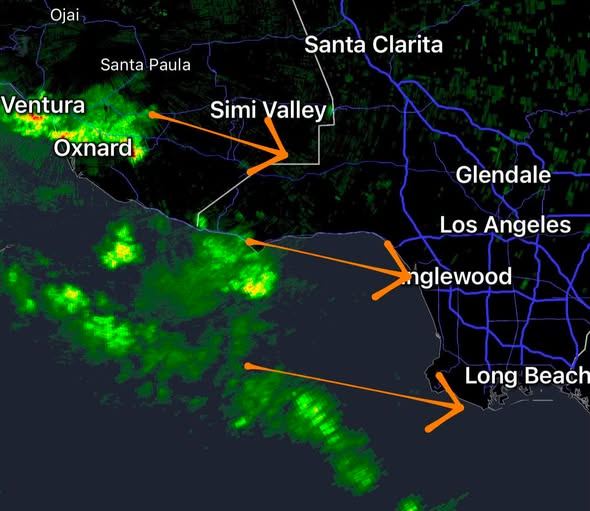 Ojai
Santa Clarita
Santa Paula
Ventura
Simi Valley
Oxnard
Glendale
Los Angeles
nglewood
Long Beach